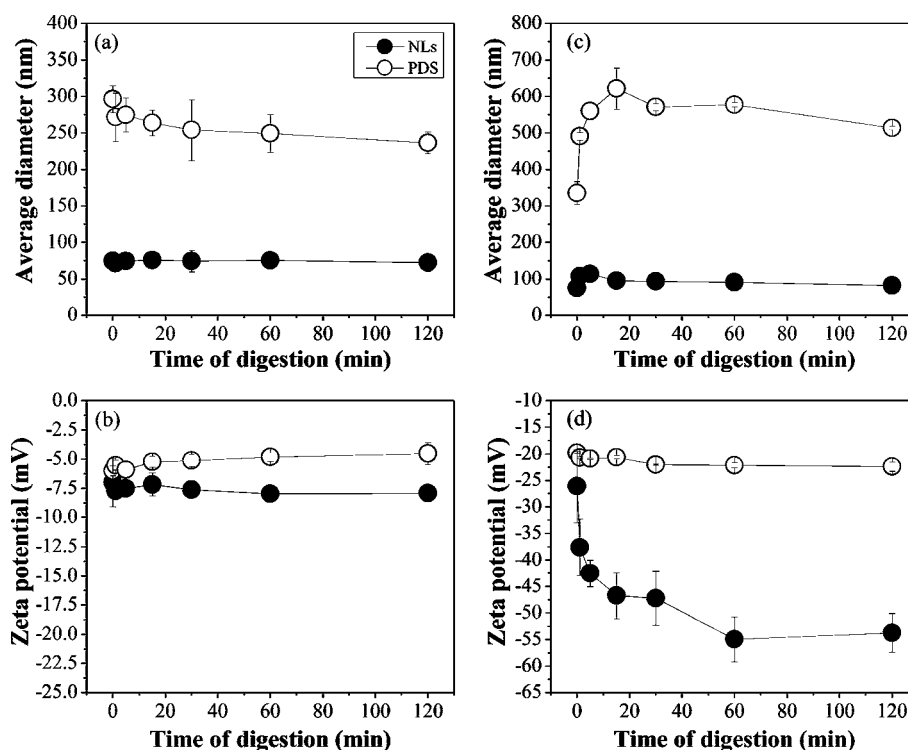 (a)
NLs
PDS
400
350
300
250
200
150
100
50
0
Average diameter (nm)
0 20 40 60 80 100 120
Time of digestion (min)
(c)
800
700
600
500
400
300
200
100
0
Average diameter (nm)
0 20 40 60 80 100 120
Time of digestion (min)
(b)
0.0
-2.5
-5.0
-7.5
-10.0
-12.5
-15.0
-17.5
-20.0
-22.5
-25.0
Zeta potential (mV)
0 20 40 60 80 100 120
Time of digestion (min)
(d)
-10
-15
-20
-25
-30
-35
-40
-45
-50
-55
-60
-65
Zeta potential (mV)
0 20 40 60 80 100 120
Time of digestion (min)